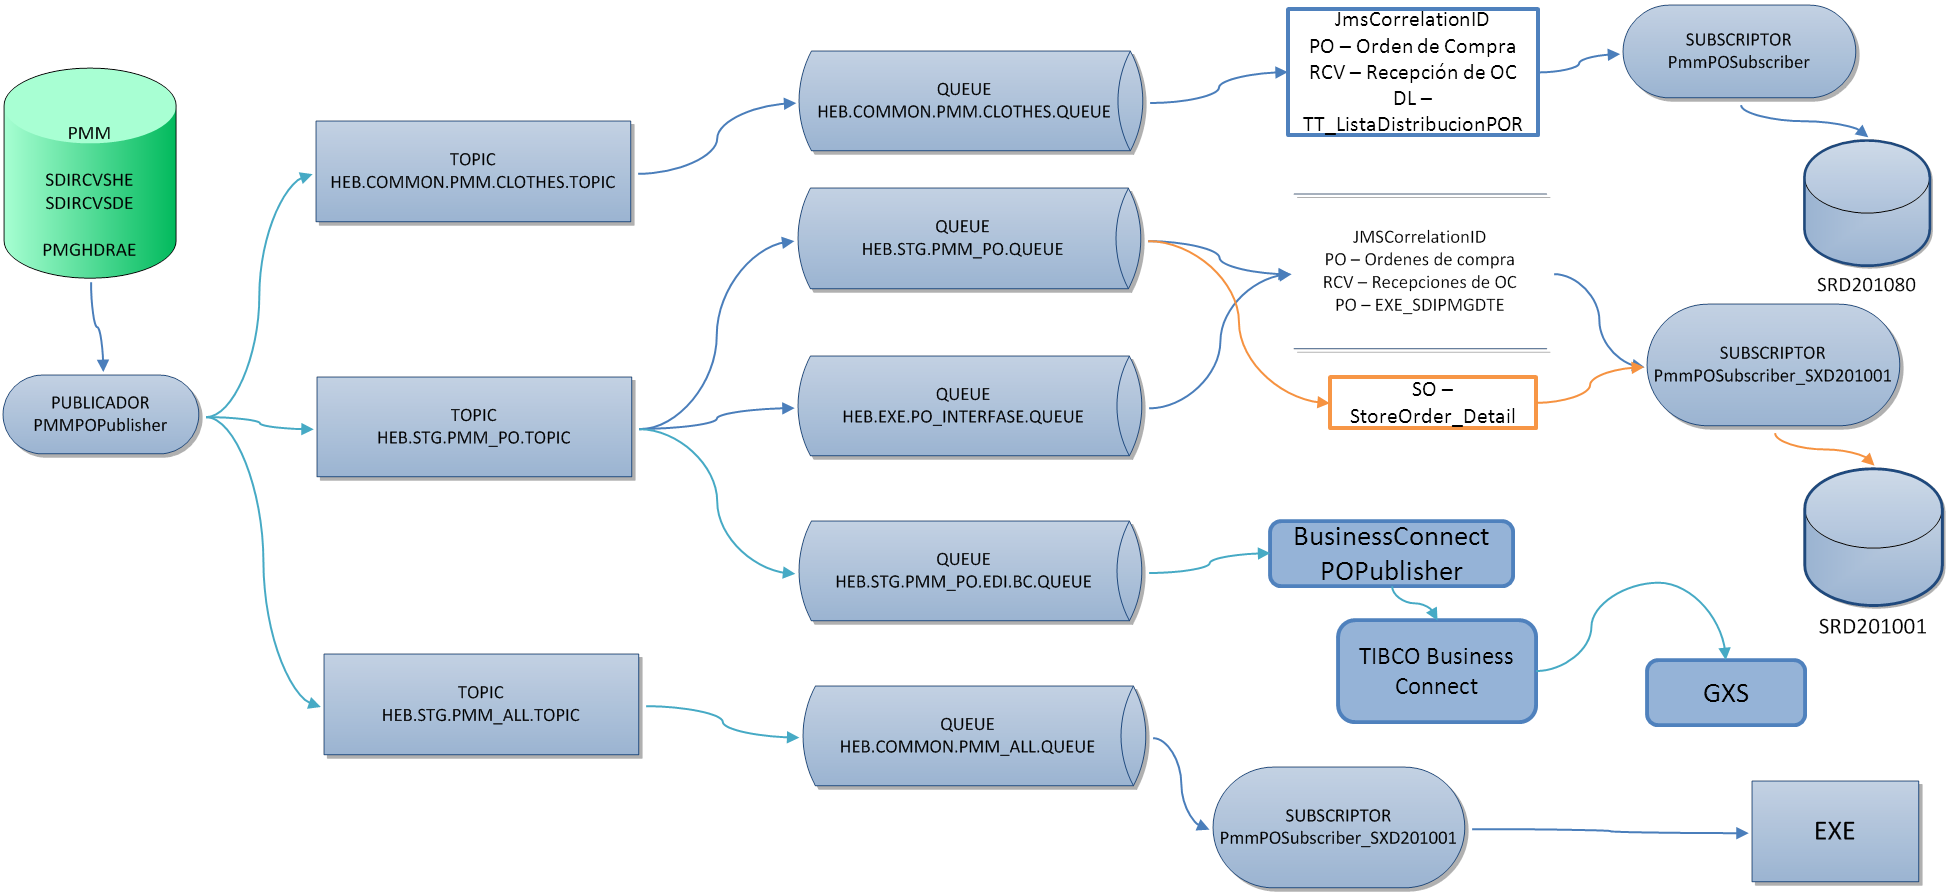 PMM
SDIRCVSHE
SDIRCVSDE
PMGHDRAE
PUBLICADOR
PMMPOPublisher
TOPIC
HEB.COMMON.PMM.CLOTHES.TOPIC
TOPIC
HEB.STG.PMM_PO.TOPIC
TOPIC
HEB.STG.PMM_ALL.TOPIC
QUEUE
HEB.COMMON.PMM.CLOTHES.QUEUE
QUEUE
HEB.STG.PMM_PO.QUEUE
QUEUE
HEB.EXE.PO_INTERFASE.QUEUE
QUEUE
HEB.STG.PMM_PO.EDI.BC.QUEUE
QUEUE
HEB.COMMON.PMM_ALL.QUEUE
JmsCorrelationID
PO – Orden de Compra
RCV – Recepción de OC
DL –
TT_ListaDistribucionPOR
JMSCorrelationID
PO – Ordenes de compra
RCV – Recepciones de OC
PO – EXE_SDIPMGDTE
SO –
StoreOrder_Detail
BusinessConnect
POPublisher
TIBCO Business
Connect
GXS
SUBSCRIPTOR
PmmPOSubscriber
SRD201080
SUBSCRIPTOR
PmmPOSubscriber_SXD201001
SRD201001
SUBSCRIPTOR
PmmPOSubscriber_SXD201001
EXE